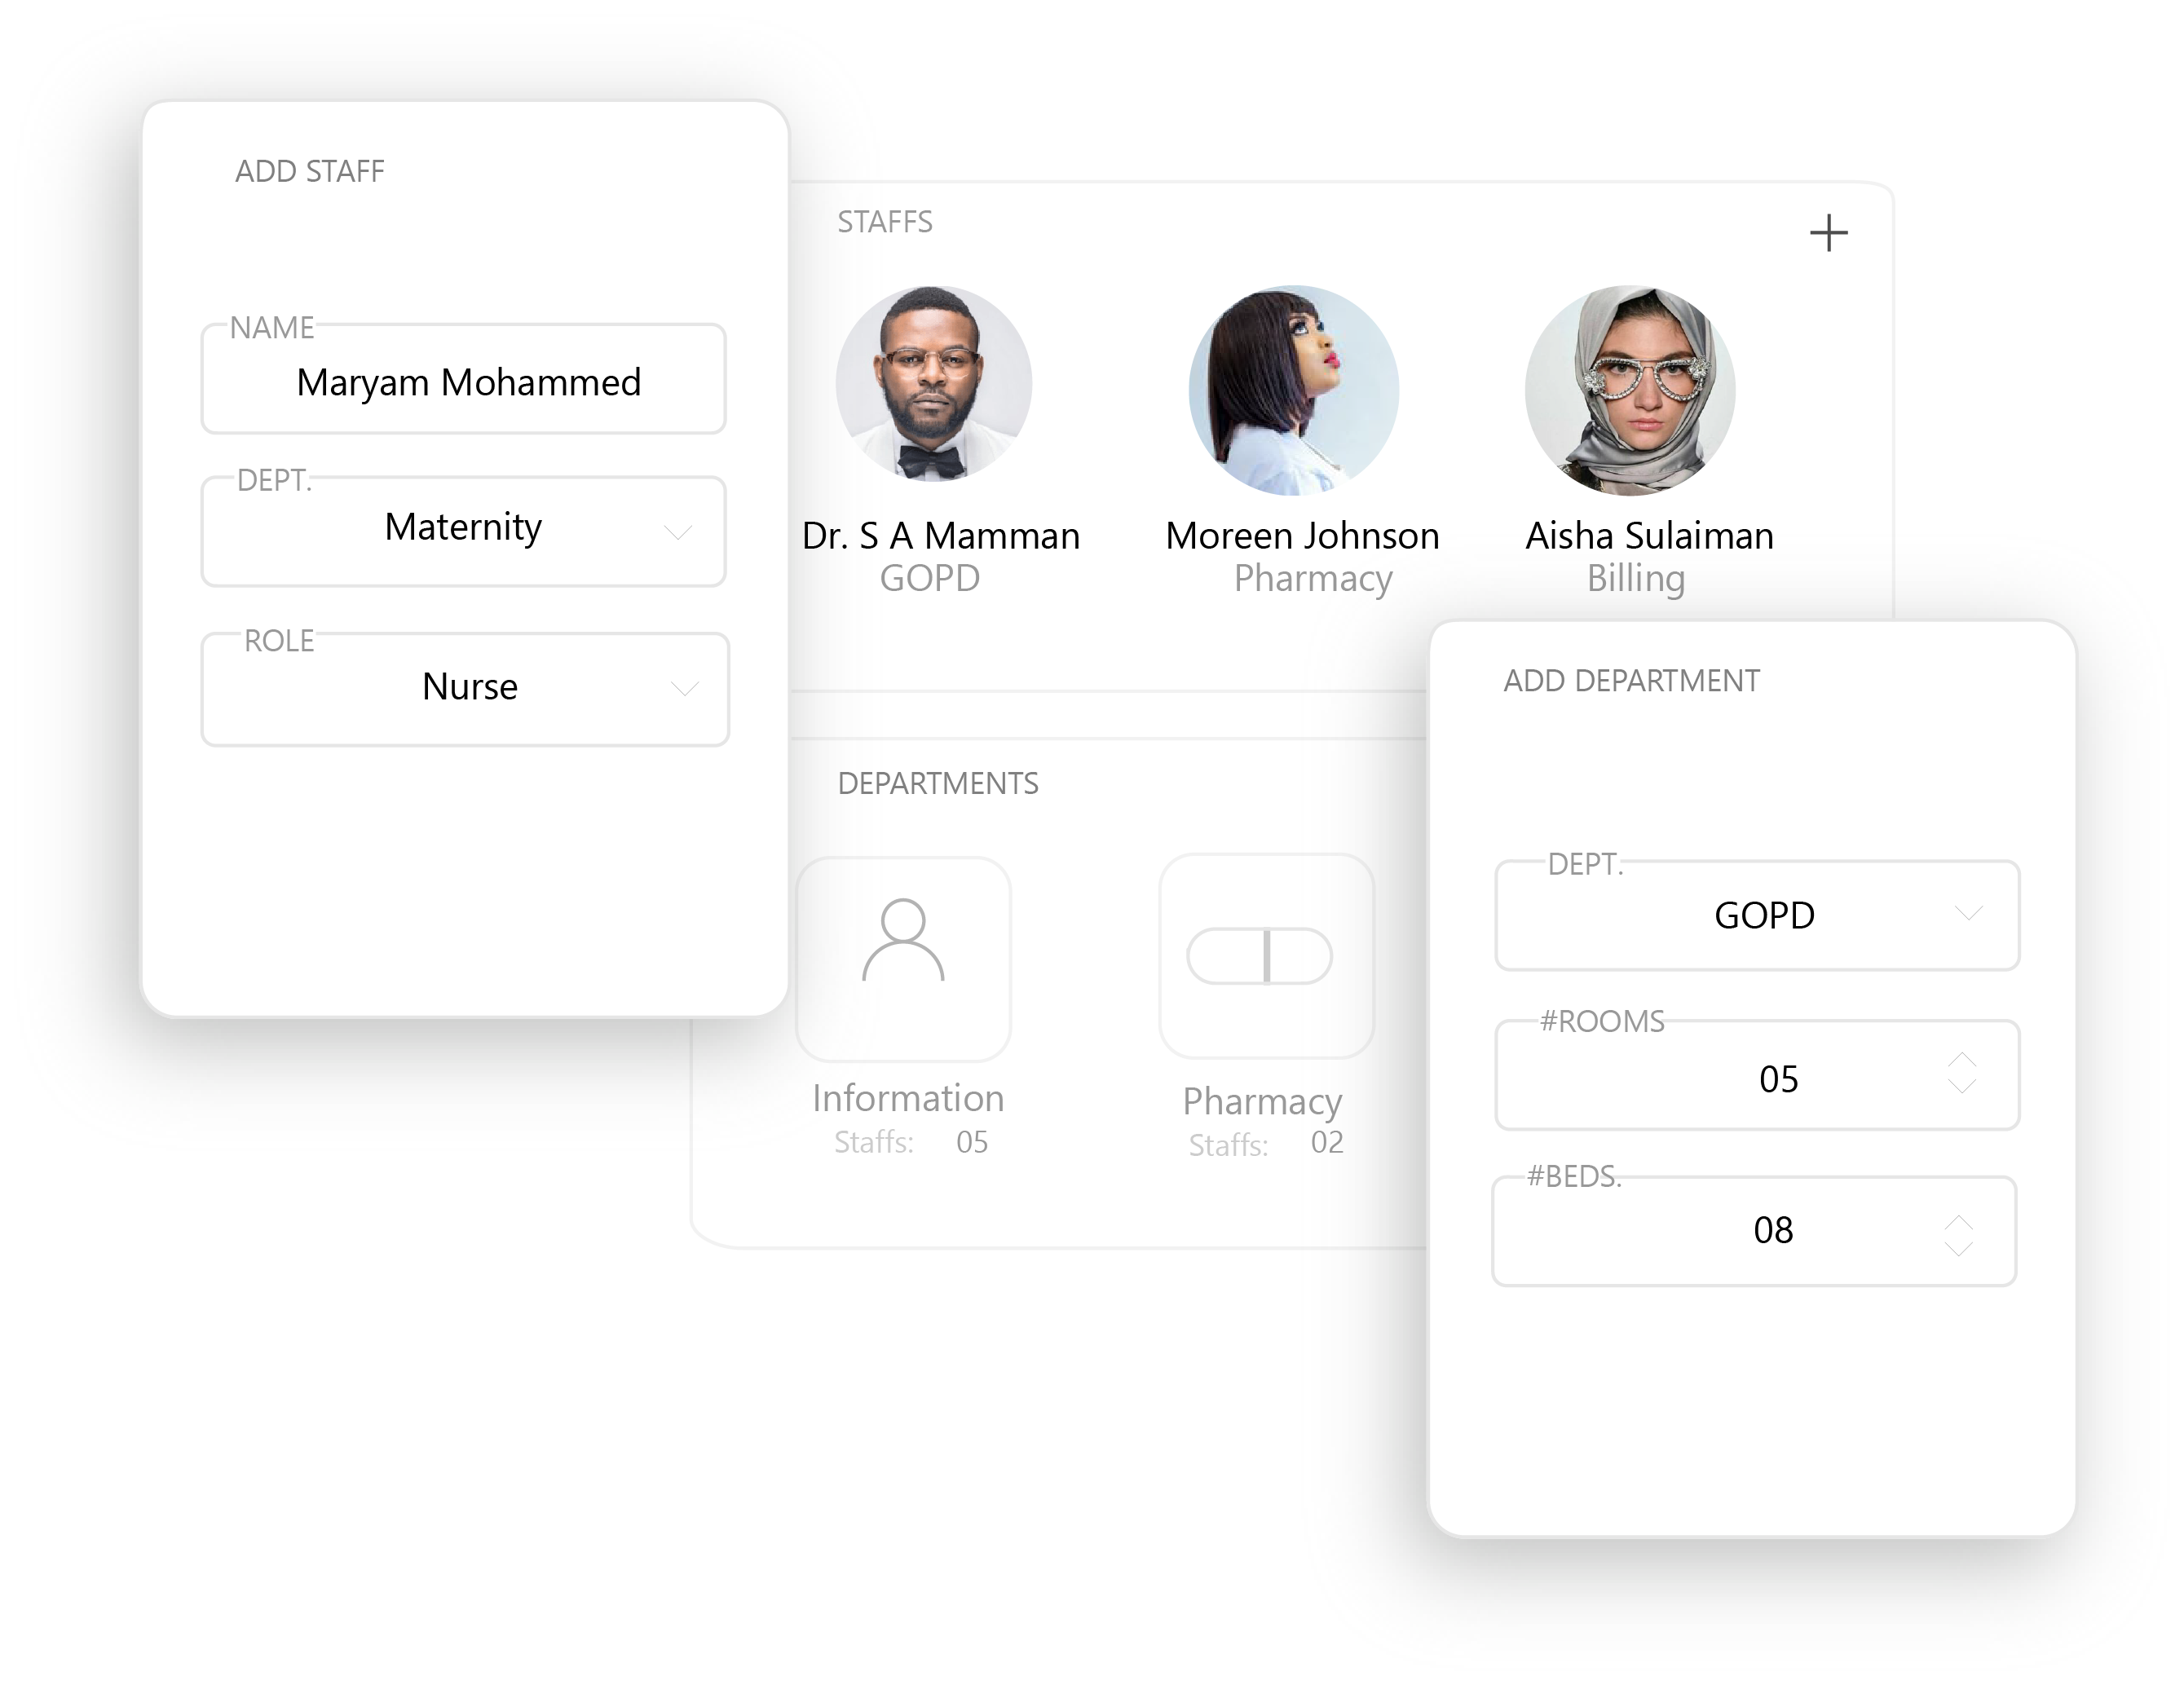 ADD STAFF
NAME
Maryam Mohammed
DEPT.
Maternity
ROLE
Nurse
STAFFS
Dr. S A Mamman
GOPD
Moreen Johnson
Pharmacy
Aisha Sulaiman
Billing
DEPARTMENTS
Information
Staffs: 05
Pharmacy
Staffs: 02
ADD DEPARTMENT
DEPT.
GOPD
#ROOMS
05
#BEDS.
08